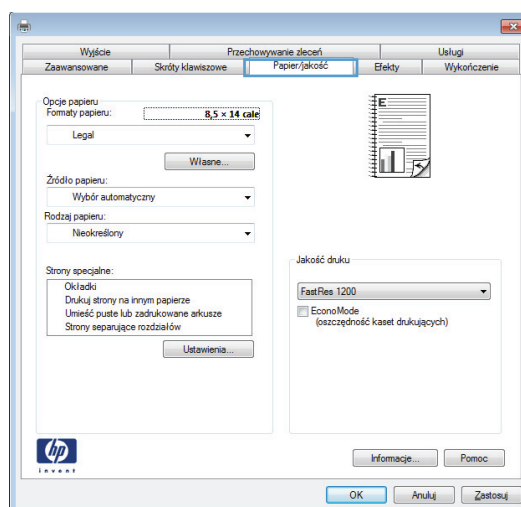 Wyjście Przechowywanie zleceń Usługi
Zaawansowane Skróty klawiszowe Papier/jakość Efekty Wykończenie
Opcje papieru
Formaty papieru: 8,5 × 14 cale
Legal
Własne...
Źródło papieru:
Wybór automatyczny
Rodzaj papieru:
Nieokreślony
Strony specjalne:
Okładki
Drukuj strony na innym papierze
Umieść puste lub zadrukowane arkusze
Strony separujące rozdziałów
Ustawienia...
E
Jakość druku
FastRes 1200
EconoMode
(oszczędność kaset drukujących)
hp
invent
Informacje... Pomoc
OK Anuluj Zastosuj